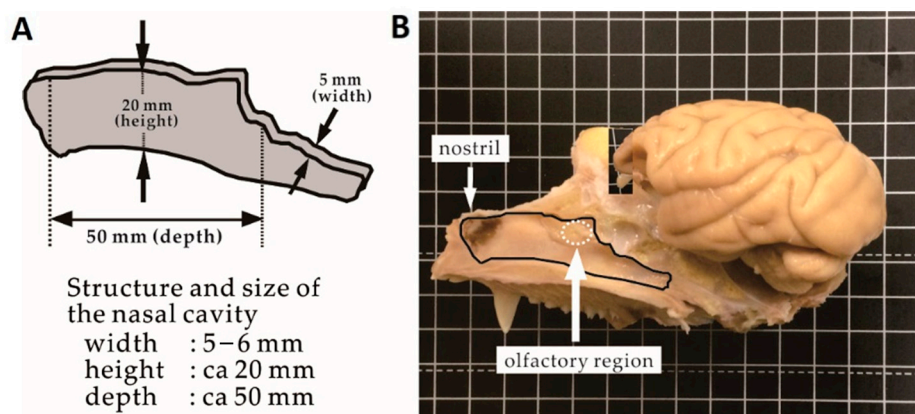 A
20 mm
(height)
5 mm
(width)
50 mm (depth)
Structure and size of
the nasal cavity
width : 5–6 mm
height : ca 20 mm
depth : ca 50 mm
B
nostril
olfactory region